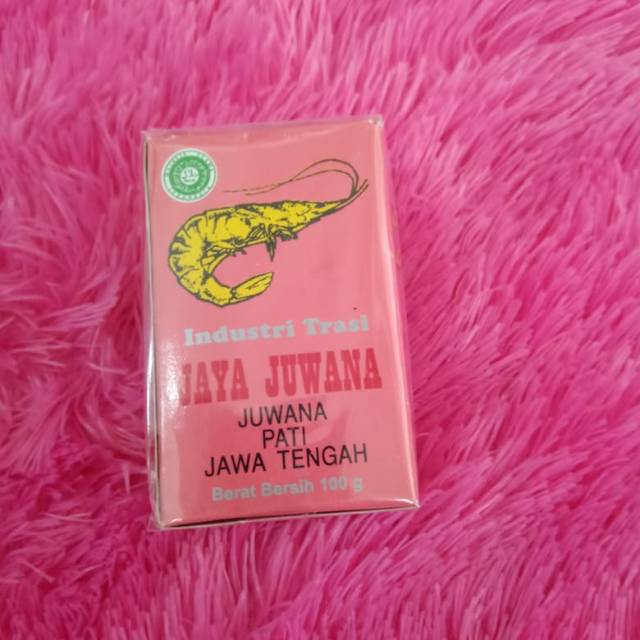 Industri Trasi
JAYA JUWANA
JUWANA
PATI
JAWA TENGAH
Berat Bersih 100 g